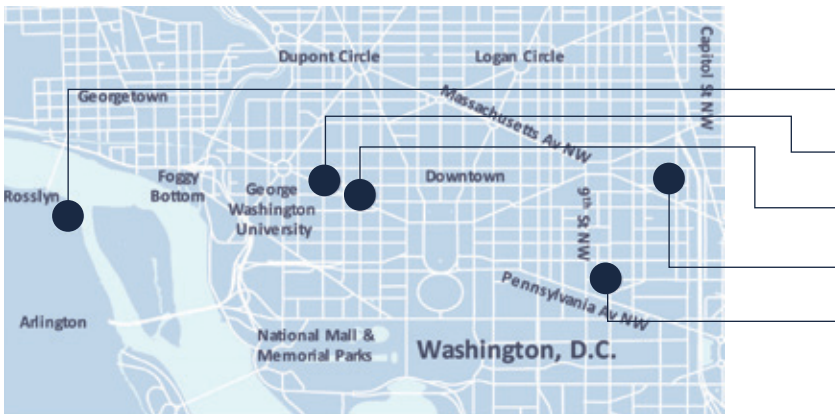 Dupont Circle
Logan Circle
Capitol St NW
Georgetown
Massachusetts Av NW
Rosslyn
Foggy
Bottom
George
Washington
University
Downtown
9th St NW
Pennsylvania Av NW
Arlington
National Mall &
Memorial Parks
Washington, D.C.